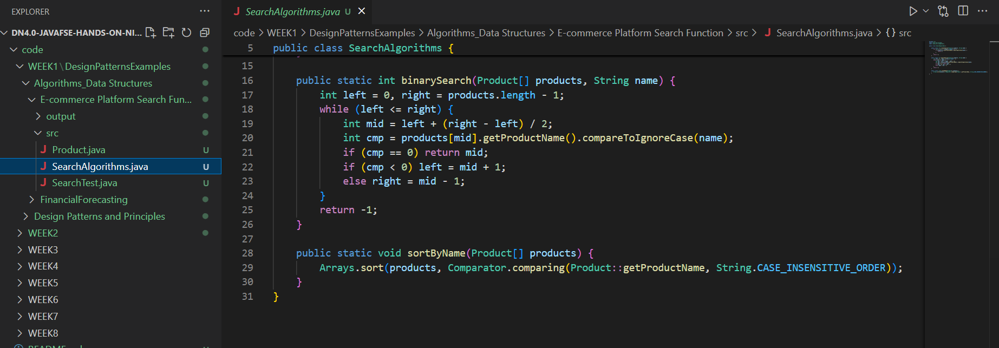 EXPLORER
DN4.0-JAVAFSE-HANDS-ON-NI...
code
WEEK1\DesignPatternsExamples
Algorithms_Data Structures
E-commerce Platform Search Fun...
output
src
J Product.java U
J SearchAlgorithms.java U
J SearchTest.java U
FinancialForecasting
Design Patterns and Principles
WEEK2
WEEK3
WEEK4
WEEK5
WEEK6
WEEK7
WEEK8
J SearchAlgorithms.java U
code > WEEK1 > DesignPatternsExamples > Algorithms_Data Structures > E-commerce Platform Search Function > src > J SearchAlgorithms.java > {} src
5 public class SearchAlgorithms {
15
16 public static int binarySearch(Product[] products, String name) {
17 int left = 0, right = products.length - 1;
18 while (left <= right) {
19 int mid = left + (right - left) / 2;
20 int cmp = products[mid].getProductName().compareToIgnoreCase(name);
21 if (cmp == 0) return mid;
22 if (cmp < 0) left = mid + 1;
23 else right = mid - 1;
24 }
25 return -1;
26 }
27
28 public static void sortByName(Product[] products) {
29 Arrays.sort(products, Comparator.comparing(Product::getProductName, String.CASE_INSENSITIVE_ORDER));
30 }
31 }